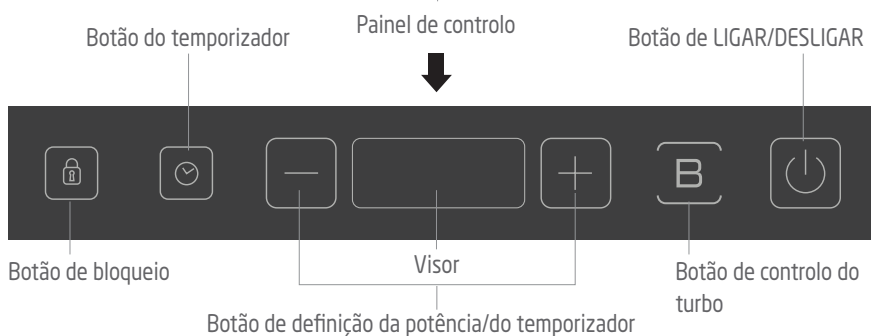 Painel de controlo
Botão do temporizador
Botão de LIGAR/DESLIGAR
B
Botão de bloqueio
Visor
Botão de controlo do
turbo
Botão de definição da potência/do temporizador